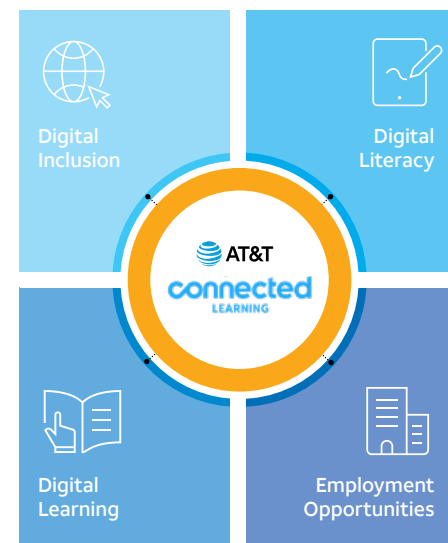 Digital
Inclusion
Digital
Literacy
AT&T
connected
LEARNING
Digital
Learning
Employment
Opportunities